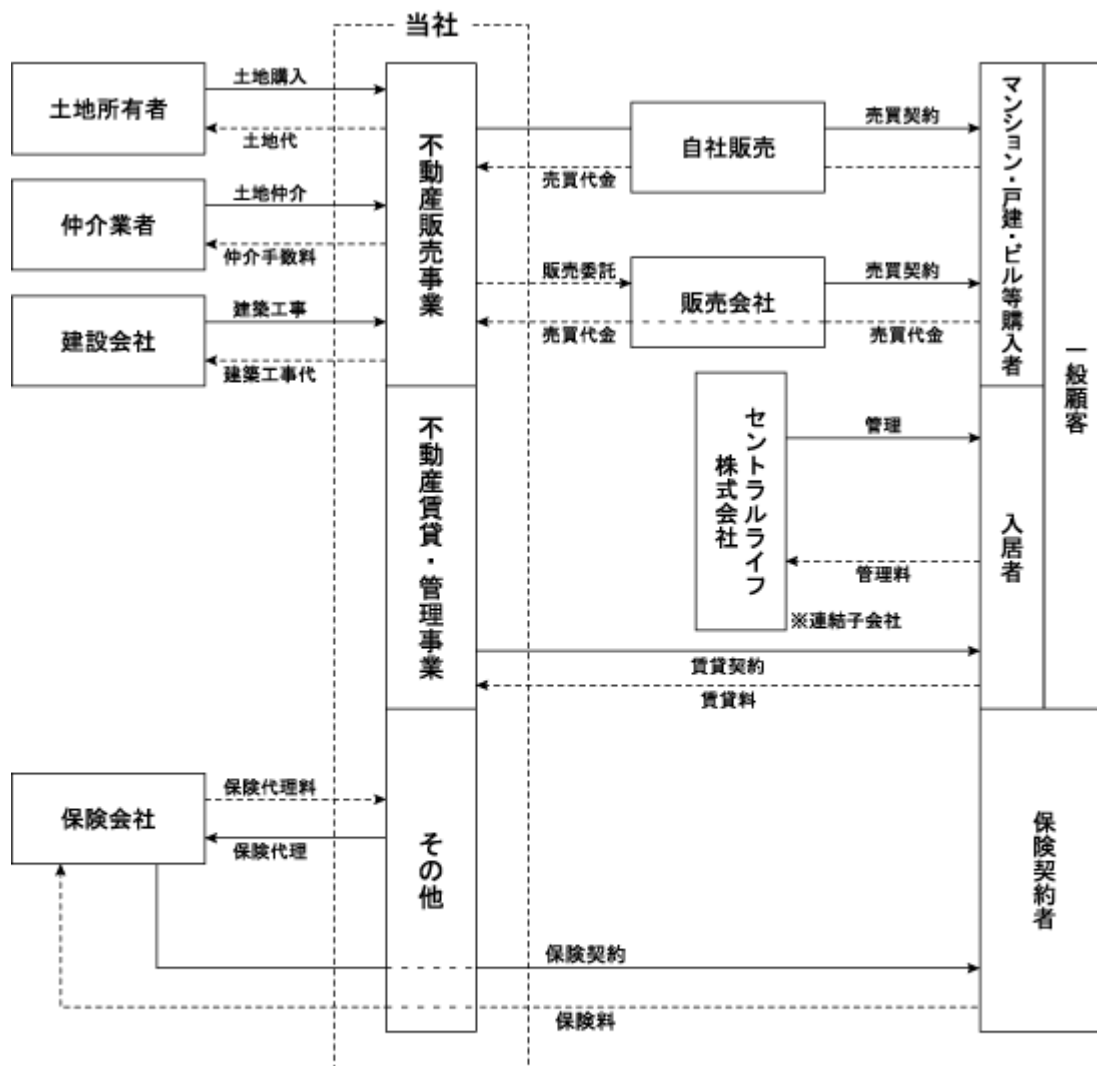 当社
土地所有者
土地購入
土地代
仲介業者
土地仲介
仲介手数料
建設会社
建築工事
建築工事代
不動産販売事業
自社販売
売買契約
売買代金
販売委託
販売会社
売買契約
売買代金
売買代金
マンション・戸建・ビル等購入者
一般顧客
不動産賃貸・管理事業
セントラルライフ
株式会社
※連結子会社
管理
管理料
入居者
賃貸契約
賃貸料
保険会社
保険代理料
保険代理
その他
保険契約
保険料
保険契約者